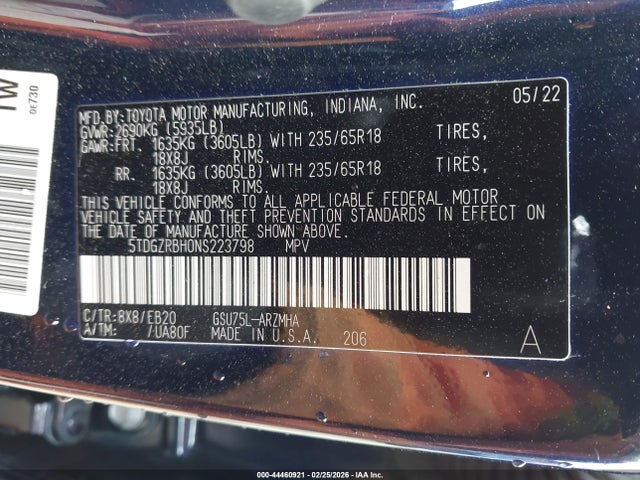 1W
0E730
MFD.BY:TOYOTA MOTOR MANUFACTURING, INDIANA, INC. 05/22
GVWR:2690KG (5935LB)
GAWR:FRT. 1635KG (3605LB) WITH 235/65R18 TIRES,
18X8J RIMS.
RR. 1635KG (3605LB) WITH 235/65R18 TIRES,
18X8J RIMS.
THIS VEHICLE CONFORMS TO ALL APPLICABLE FEDERAL MOTOR
VEHICLE SAFETY AND THEFT PREVENTION STANDARDS IN EFFECT ON
THE DATE OF MANUFACTURE SHOWN ABOVE.
5TDGZRBH0NS223798 MPV
C/TR:8X8/EB20 GSU75L-ARZMHA
A/TM: /UA80F MADE IN U.S.A. 206
A
000-44460921 - 02/25/2026 - IAA Inc.